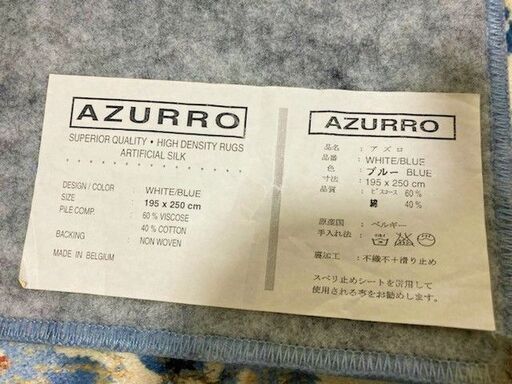 AZURRO
SUPERIOR QUALITY • HIGH DENSITY RUGS
ARTIFICIAL SILK
DESIGN / COLOR : WHITE/BLUE
SIZE : 195 x 250 cm
PILE COMP. : 60 % VISCOSE
40 % COTTON
BACKING : NON WOVEN
MADE IN BELGIUM
AZURRO
品名 : アズロ
品番 : WHITE/BLUE
色 : ブルー BLUE
寸法 : 195 x 250 cm
品質 : ビスコース 60 %
綿 40 %
原産国 : ベルギー
手入れ法 :
裏加工 : 不織不+滑り止め
スベリ止めシートを苦用して
使用される事をお勧めします。